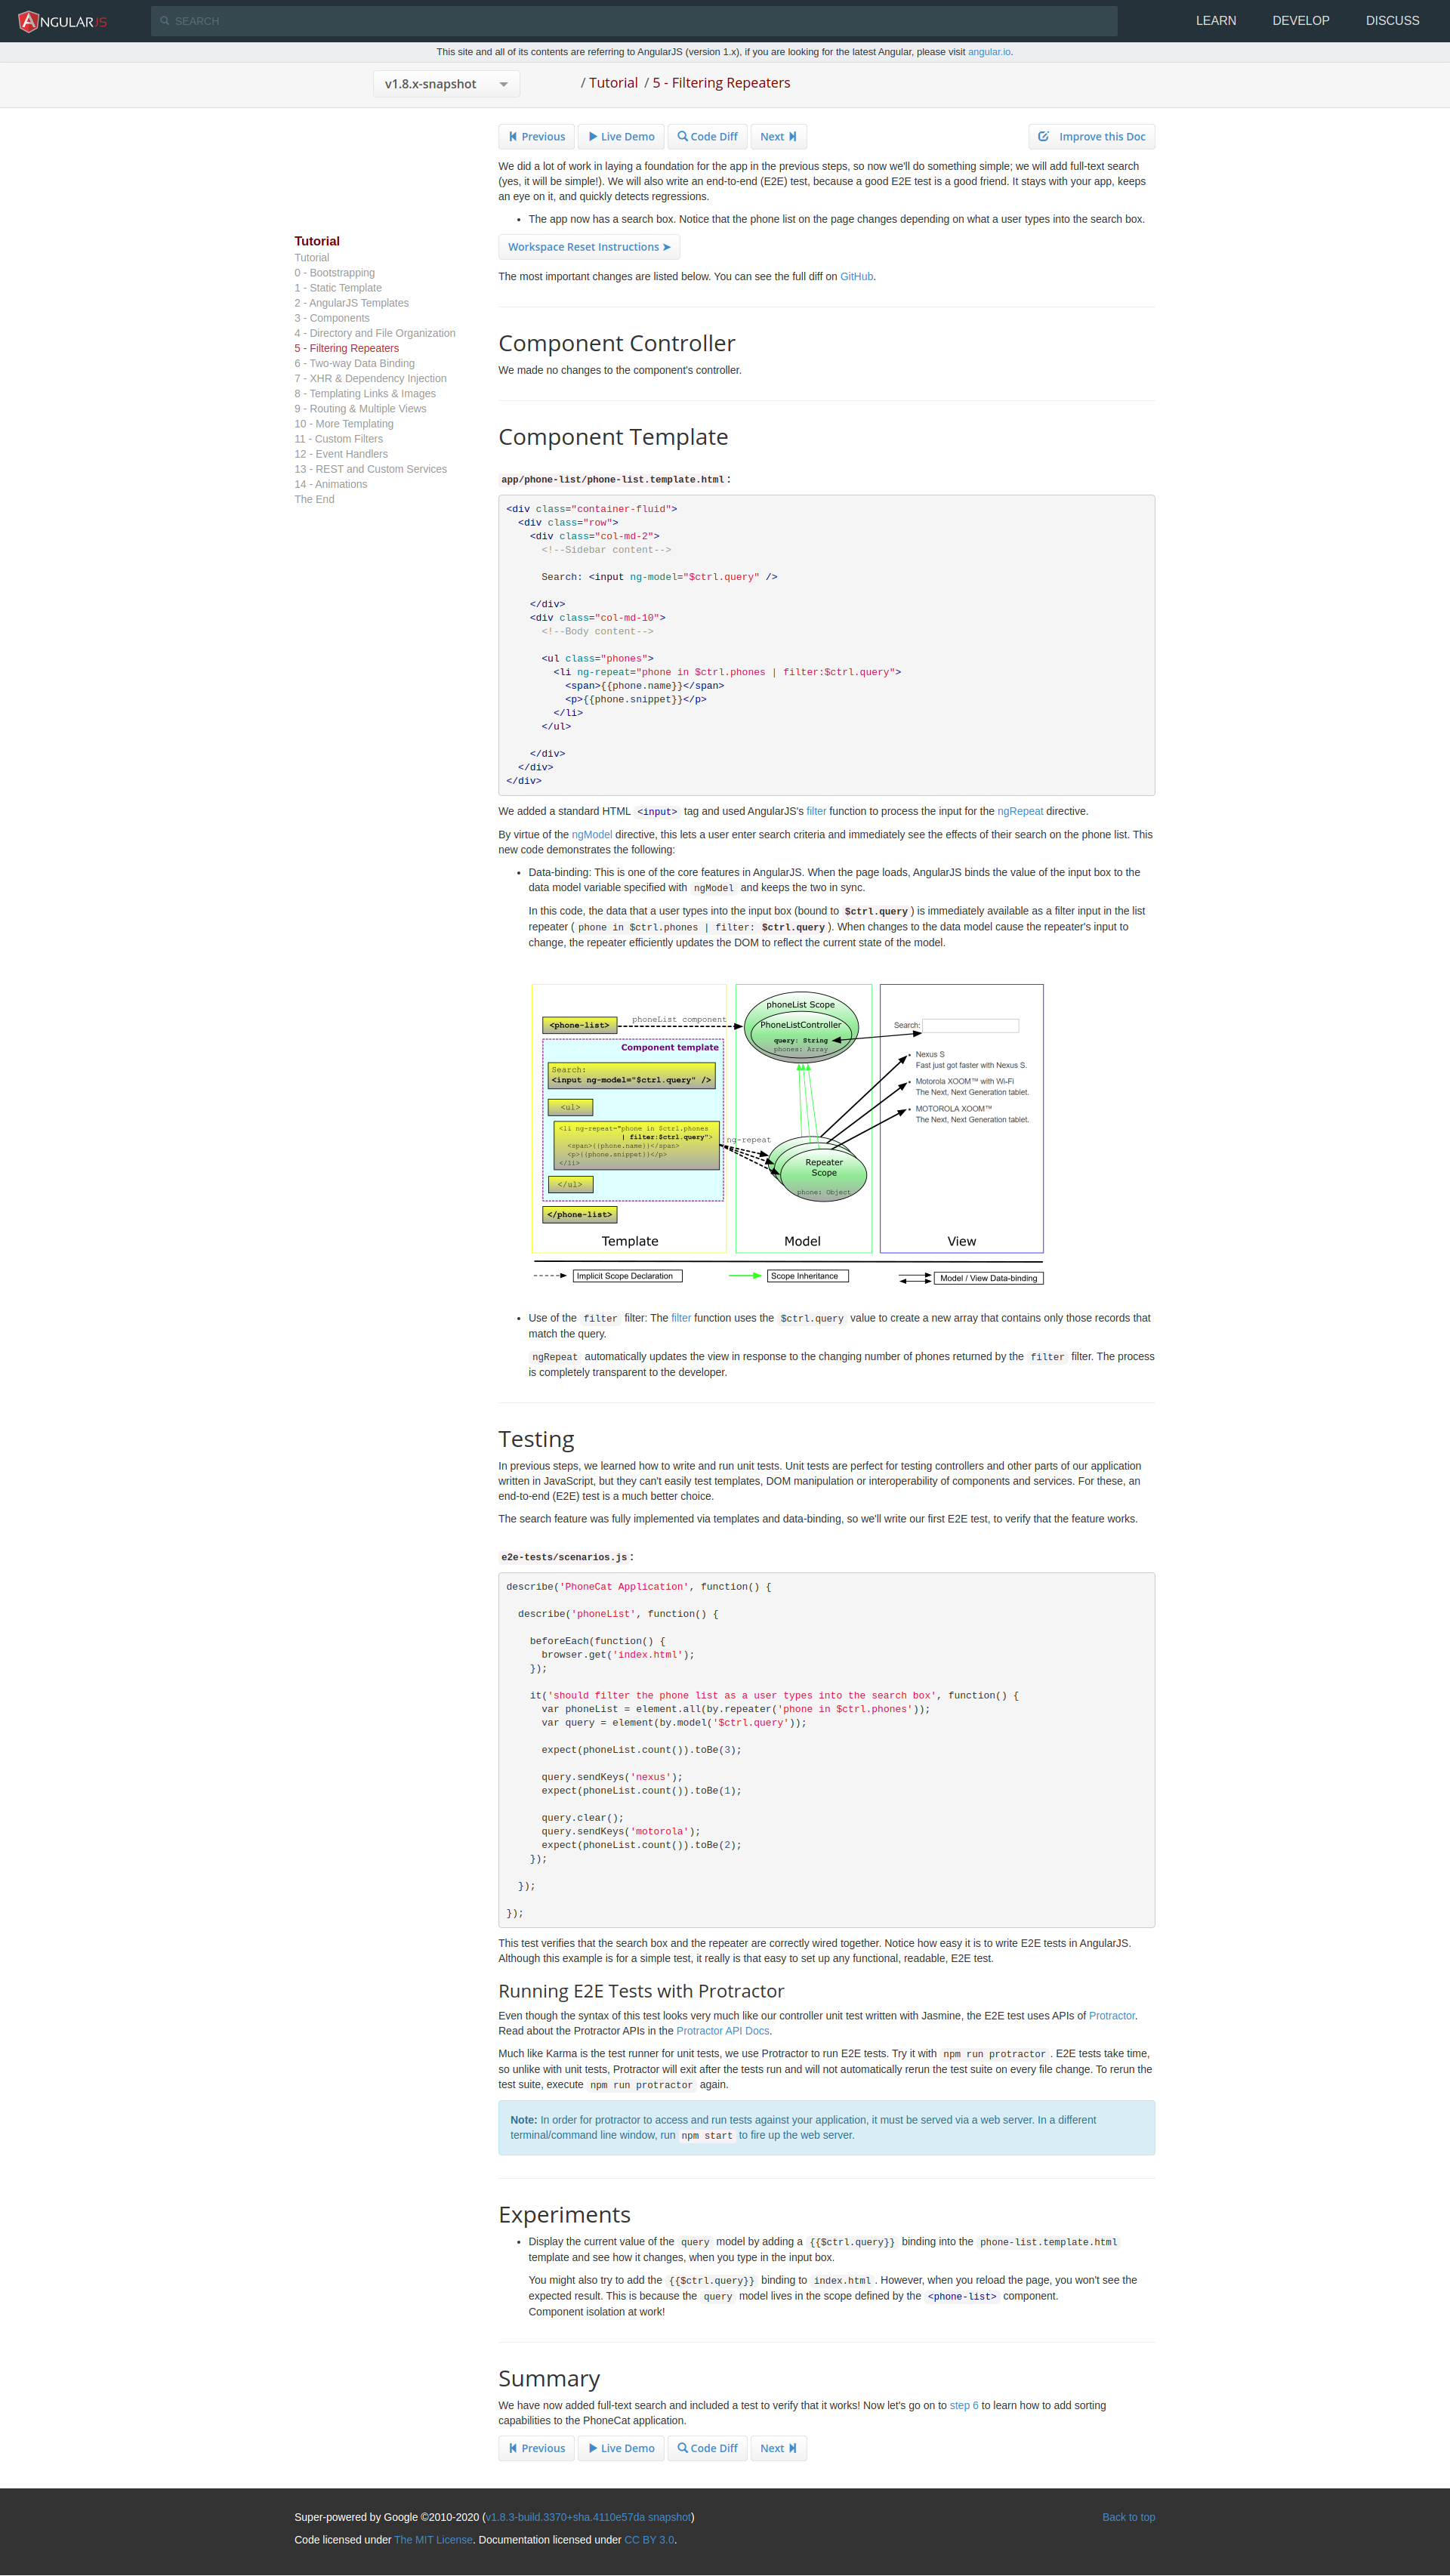 ANGULARJS
SEARCH
LEARN
DEVELOP
DISCUSS
This site and all of its contents are referring to AngularJS (version 1.x), if you are looking for the latest Angular, please visit angular.io.
v1.8.x-snapshot
/ Tutorial / 5 - Filtering Repeaters
Previous
Live Demo
Code Diff
Next
Improve this Doc
Tutorial
Tutorial
0 - Bootstrapping
1 - Static Template
2 - AngularJS Templates
3 - Components
4 - Directory and File Organization
5 - Filtering Repeaters
6 - Two-way Data Binding
7 - XHR & Dependency Injection
8 - Templating Links & Images
9 - Routing & Multiple Views
10 - More Templating
11 - Custom Filters
12 - Event Handlers
13 - REST and Custom Services
14 - Animations
The End
We did a lot of work in laying a foundation for the app in the previous steps, so now we'll do something simple; we will add full-text search
(yes, it will be simple!). We will also write an end-to-end (E2E) test, because a good E2E test is a good friend. It stays with your app, keeps
an eye on it, and quickly detects regressions.
• The app now has a search box. Notice that the phone list on the page changes depending on what a user types into the search box.
Workspace Reset Instructions ➤
The most important changes are listed below. You can see the full diff on GitHub.
Component Controller
We made no changes to the component's controller.
Component Template
app/phone-list/phone-list.template.html:
<div class="container-fluid">
  <div class="row">
    <div class="col-md-2">
      <!--Sidebar content-->
      Search: <input ng-model="$ctrl.query" />
    </div>
    <div class="col-md-10">
      <!--Body content-->
      <ul class="phones">
        <li ng-repeat="phone in $ctrl.phones | filter:$ctrl.query">
          <span>{{phone.name}}</span>
          <p>{{phone.snippet}}</p>
        </li>
      </ul>
    </div>
  </div>
</div>
We added a standard HTML <input> tag and used AngularJS's filter function to process the input for the ngRepeat directive.
By virtue of the ngModel directive, this lets a user enter search criteria and immediately see the effects of their search on the phone list. This
new code demonstrates the following:
• Data-binding: This is one of the core features in AngularJS. When the page loads, AngularJS binds the value of the input box to the
data model variable specified with ngModel and keeps the two in sync.
In this code, the data that a user types into the input box (bound to $ctrl.query) is immediately available as a filter input in the list
repeater (phone in $ctrl.phones | filter: $ctrl.query). When changes to the data model cause the repeater's input to
change, the repeater efficiently updates the DOM to reflect the current state of the model.
<phone-list>
phoneList component
Component template
Search:
<input ng-model="$ctrl.query" />
<ul>
<li ng-repeat="phone in $ctrl.phones
| filter:$ctrl.query">
<span>{{phone.name}}</span>
<p>{{phone.snippet}}</p>
</li>
</ul>
</phone-list>
Template
ng-repeat
phoneList Scope
PhoneListController
query: String
phones: Array
Repeater
Scope
phone: Object
Model
Search:
• Nexus S
Fast just got faster with Nexus S.
• Motorola XOOM™ with Wi-Fi
The Next, Next Generation tablet.
• MOTOROLA XOOM™
The Next, Next Generation tablet.
View
Implicit Scope Declaration
Scope Inheritance
Model / View Data-binding
• Use of the filter filter: The filter function uses the $ctrl.query value to create a new array that contains only those records that
match the query.
ngRepeat automatically updates the view in response to the changing number of phones returned by the filter filter. The process
is completely transparent to the developer.
Testing
In previous steps, we learned how to write and run unit tests. Unit tests are perfect for testing controllers and other parts of our application
written in JavaScript, but they can't easily test templates, DOM manipulation or interoperability of components and services. For these, an
end-to-end (E2E) test is a much better choice.
The search feature was fully implemented via templates and data-binding, so we'll write our first E2E test, to verify that the feature works.
e2e-tests/scenarios.js:
describe('PhoneCat Application', function() {
  describe('phoneList', function() {
    beforeEach(function() {
      browser.get('index.html');
    });
    it('should filter the phone list as a user types into the search box', function() {
      var phoneList = element.all(by.repeater('phone in $ctrl.phones'));
      var query = element(by.model('$ctrl.query'));
      expect(phoneList.count()).toBe(3);
      query.sendKeys('nexus');
      expect(phoneList.count()).toBe(1);
      query.clear();
      query.sendKeys('motorola');
      expect(phoneList.count()).toBe(2);
    });
  });
});
This test verifies that the search box and the repeater are correctly wired together. Notice how easy it is to write E2E tests in AngularJS.
Although this example is for a simple test, it really is that easy to set up any functional, readable, E2E test.
Running E2E Tests with Protractor
Even though the syntax of this test looks very much like our controller unit test written with Jasmine, the E2E test uses APIs of Protractor.
Read about the Protractor APIs in the Protractor API Docs.
Much like Karma is the test runner for unit tests, we use Protractor to run E2E tests. Try it with npm run protractor. E2E tests take time,
so unlike with unit tests, Protractor will exit after the tests run and will not automatically rerun the test suite on every file change. To rerun the
test suite, execute npm run protractor again.
Note: In order for protractor to access and run tests against your application, it must be served via a web server. In a different
terminal/command line window, run npm start to fire up the web server.
Experiments
• Display the current value of the query model by adding a {{$ctrl.query}} binding into the phone-list.template.html
template and see how it changes, when you type in the input box.
You might also try to add the {{$ctrl.query}} binding to index.html. However, when you reload the page, you won't see the
expected result. This is because the query model lives in the scope defined by the <phone-list> component.
Component isolation at work!
Summary
We have now added full-text search and included a test to verify that it works! Now let's go on to step 6 to learn how to add sorting
capabilities to the PhoneCat application.
Previous
Live Demo
Code Diff
Next
Super-powered by Google ©2010-2020 (v1.8.3-build.3370+sha.4110e57da snapshot)
Back to top
Code licensed under The MIT License. Documentation licensed under CC BY 3.0.